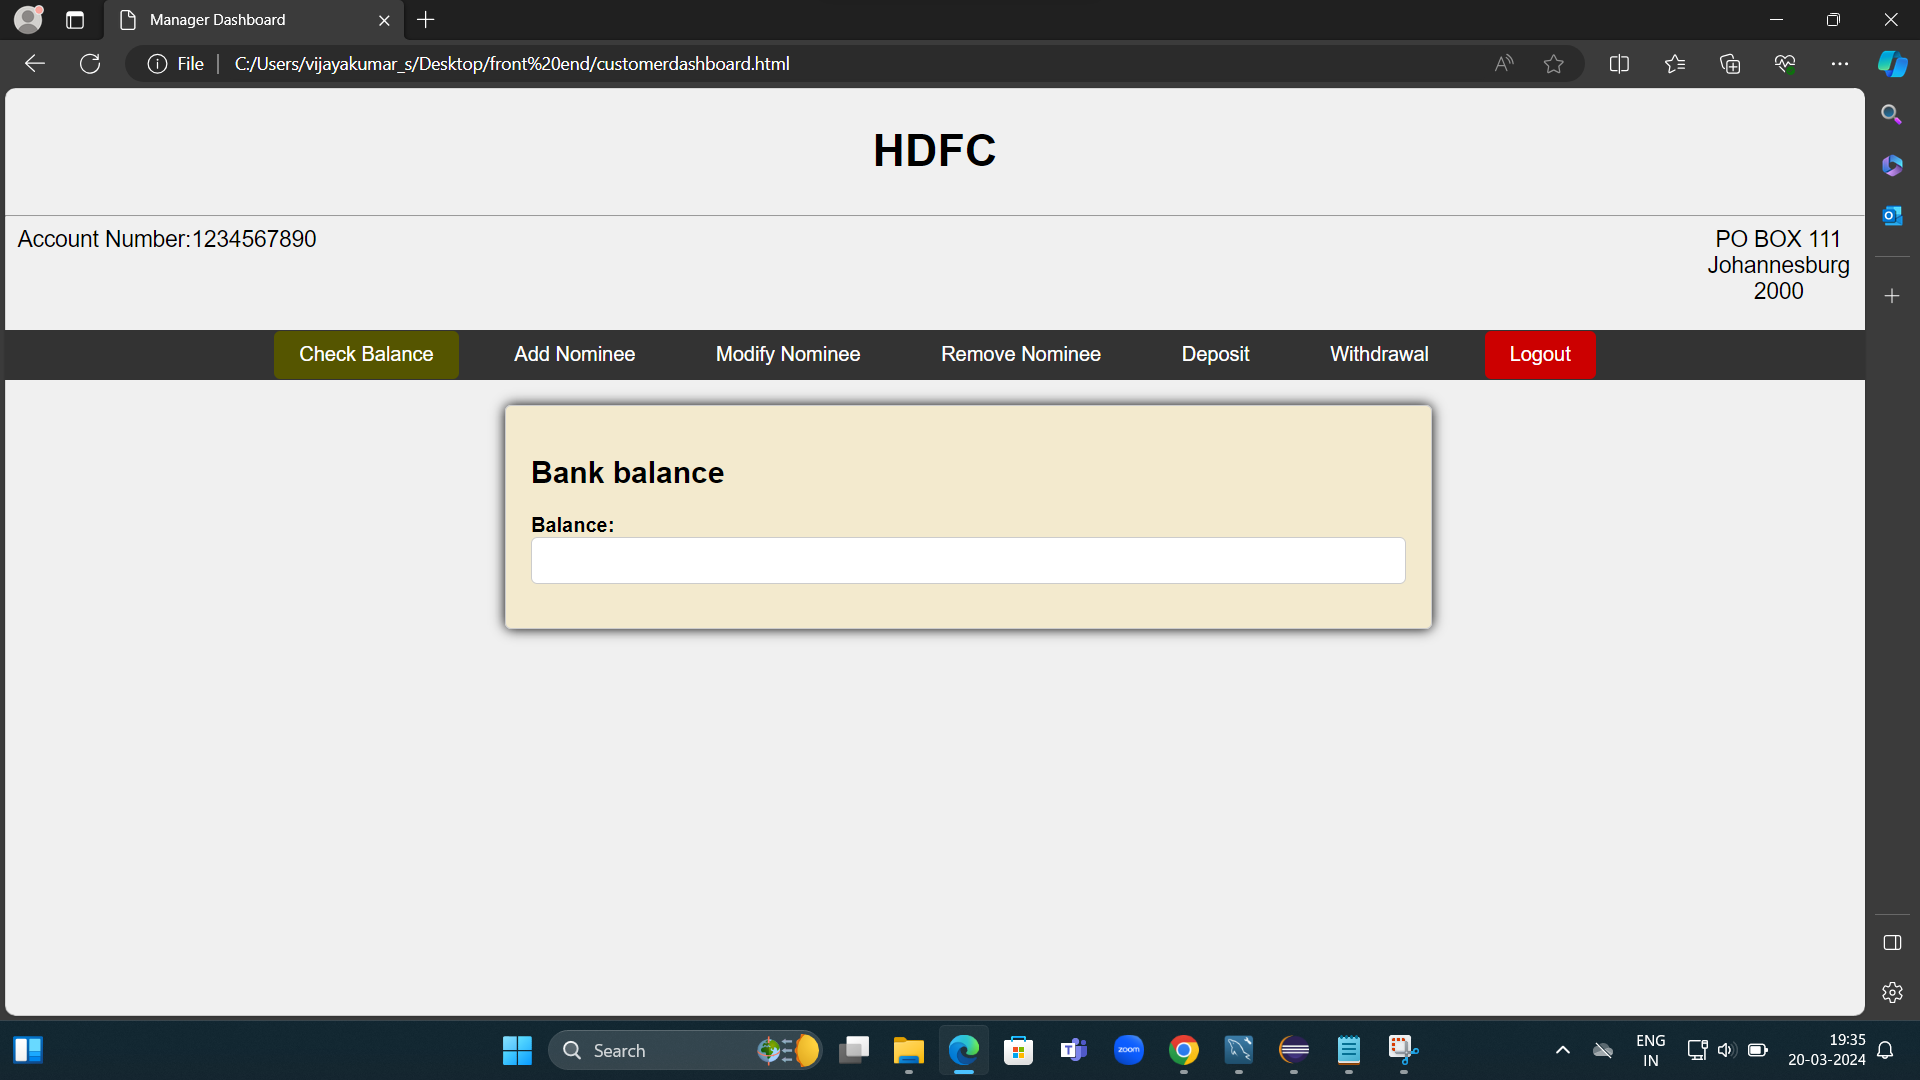 Manager Dashboard
File
C:/Users/vijayakumar_s/Desktop/front%20end/customerdashboard.html
HDFC
Account Number:1234567890
PO BOX 111
Johannesburg
2000
Check Balance
Add Nominee
Modify Nominee
Remove Nominee
Deposit
Withdrawal
Logout
Bank balance
Balance:
Search
zoom
ENG
IN
19:35
20-03-2024